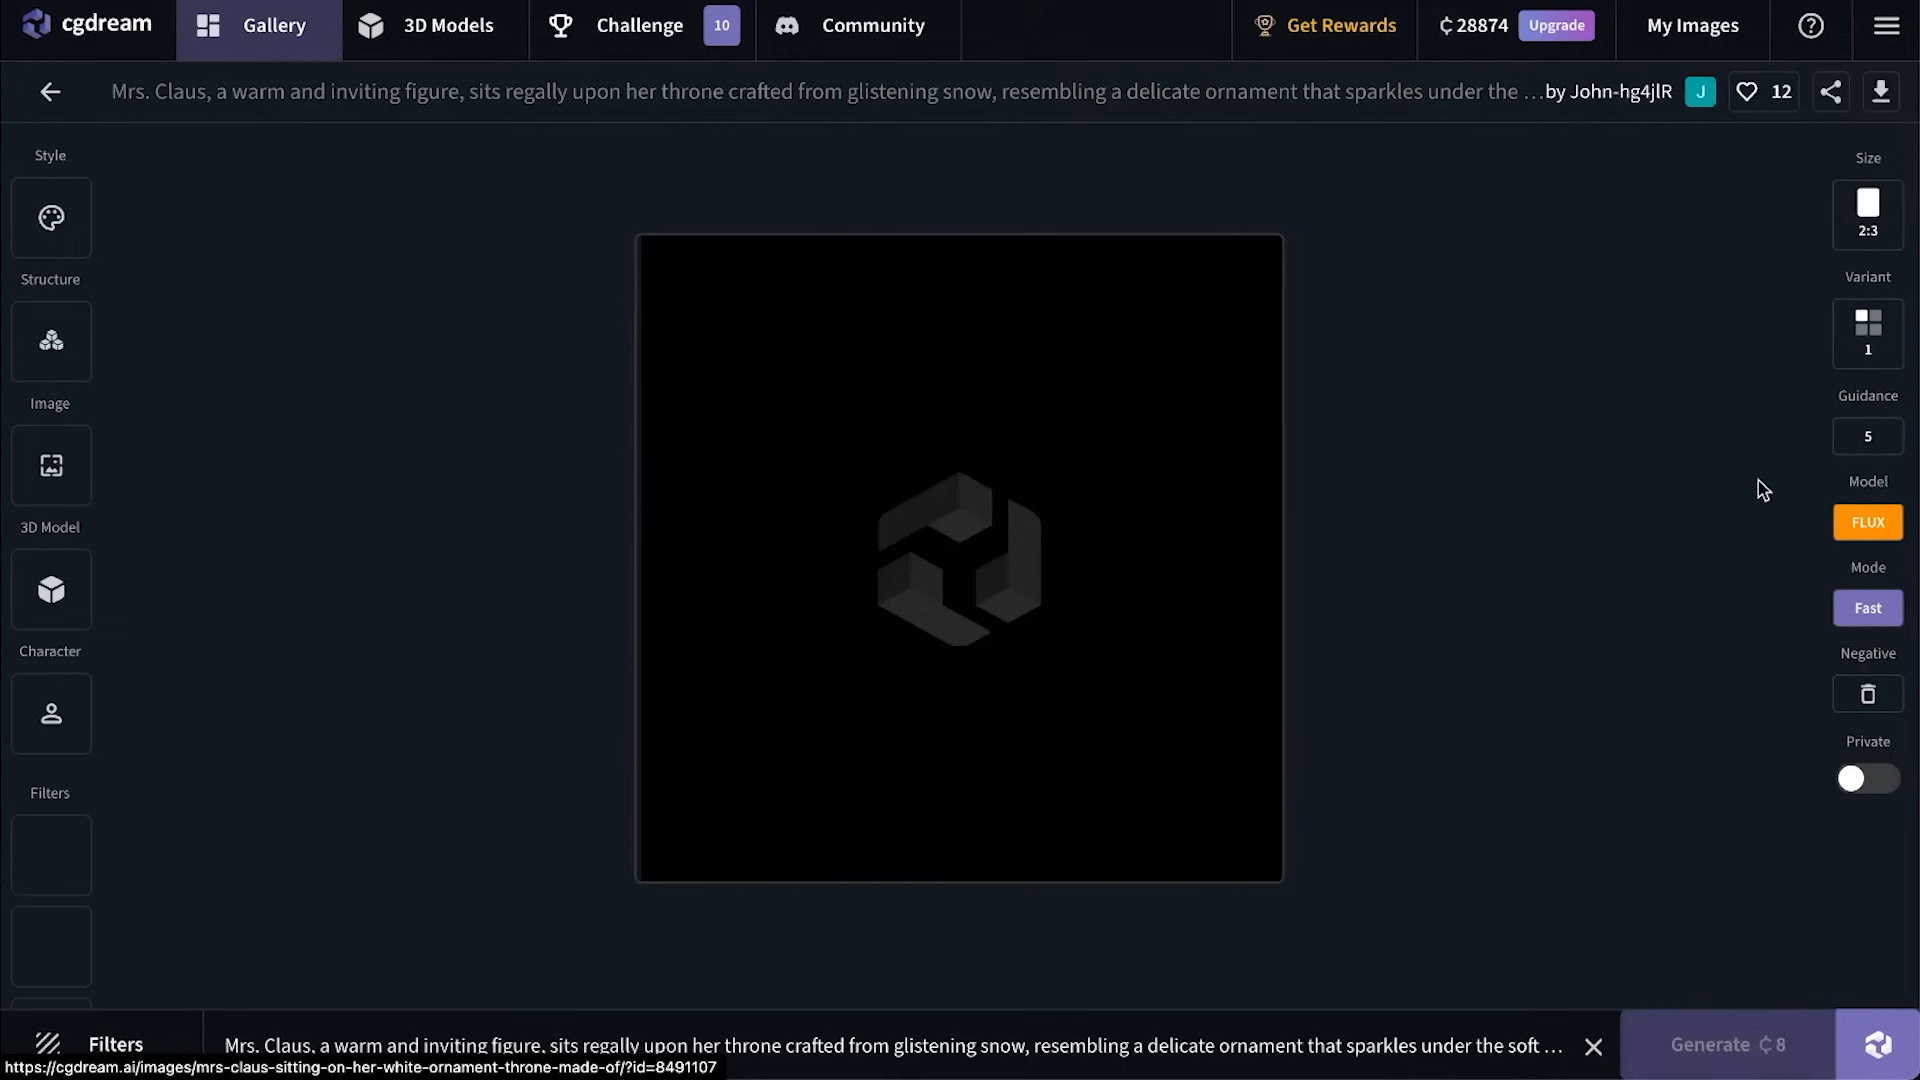 cgdream
Gallery
3D Models
Challenge
10
Community
Get Rewards
₵ 28874
Upgrade
My Images
Mrs. Claus, a warm and inviting figure, sits regally upon her throne crafted from glistening snow, resembling a delicate ornament that sparkles under the ...
by John-hg4jlR
J
12
Style
Structure
Image
3D Model
Character
Filters
Size
2:3
Variant
1
Guidance
5
Model
FLUX
Mode
Fast
Negative
Private
Filters
Mrs. Claus, a warm and inviting figure, sits regally upon her throne crafted from glistening snow, resembling a delicate ornament that sparkles under the soft ...
Generate ₵ 8
https://cgdream.ai/images/mrs-claus-sitting-on-her-white-ornament-throne-made-of/?id=8491107